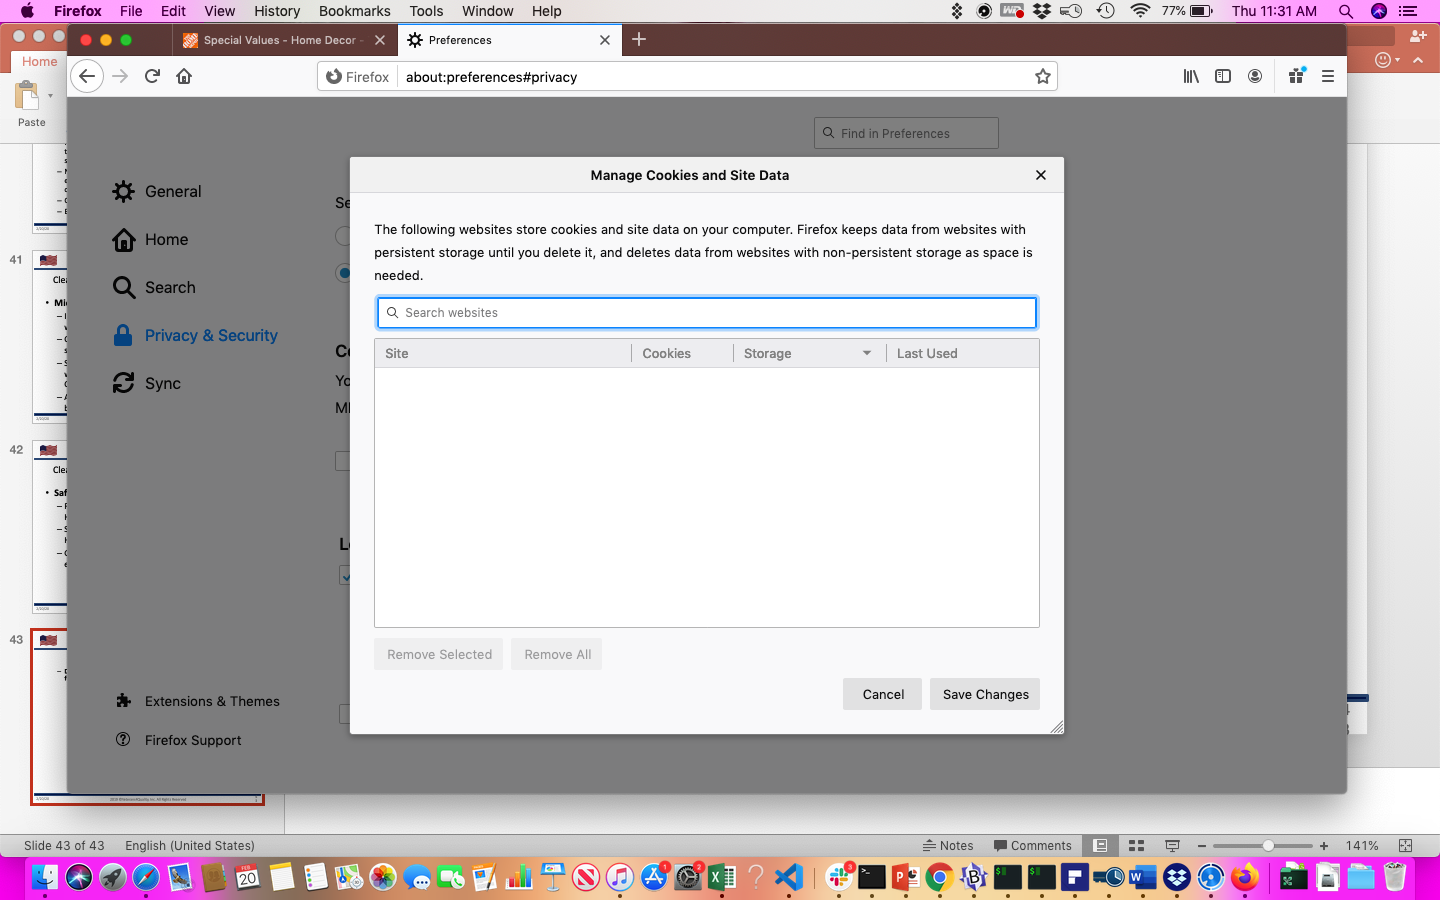 Firefox File Edit View History Bookmarks Tools Window Help 77% Thu 11:31 AM
Special Values - Home Decor - Preferences
Home
Firefox about:preferences#privacy
Paste
Find in Preferences
Manage Cookies and Site Data
General
Home
Search
Privacy & Security
Sync
Extensions & Themes
Firefox Support
The following websites store cookies and site data on your computer. Firefox keeps data from websites with
persistent storage until you delete it, and deletes data from websites with non-persistent storage as space is
needed.
Search websites
Site Cookies Storage Last Used
Remove Selected Remove All
Cancel Save Changes
41
42
43
Slide 43 of 43 English (United States) Notes Comments 141%
FEB
20